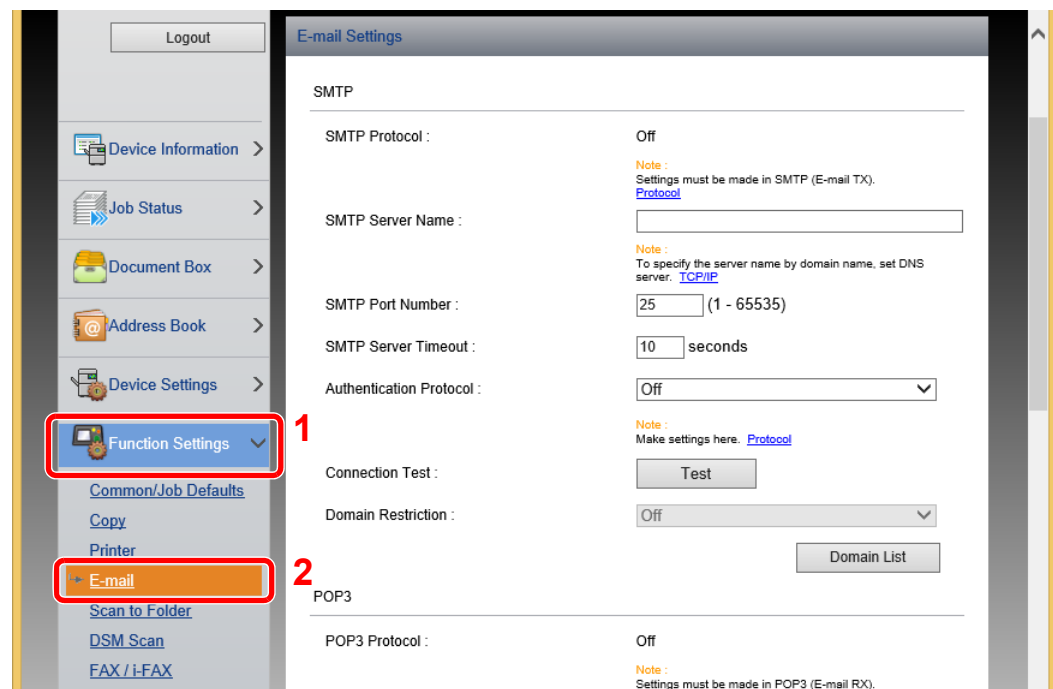 Logout
Device Information
Job Status
Document Box
@
Address Book
Device Settings
Function Settings
1
Common/Job Defaults
Copy
Printer
E-mail
2
Scan to Folder
DSM Scan
FAX / i-FAX
E-mail Settings
SMTP
SMTP Protocol :
Off
Note :
Settings must be made in SMTP (E-mail TX).
Protocol
SMTP Server Name :
Note :
To specify the server name by domain name, set DNS
server. TCP/IP
SMTP Port Number :
25 (1 - 65535)
SMTP Server Timeout :
10 seconds
Authentication Protocol :
Off
Note :
Make settings here. Protocol
Connection Test :
Test
Domain Restriction :
Off
Domain List
POP3
POP3 Protocol :
Off
Note :
Settings must be made in POP3 (E-mail RX).